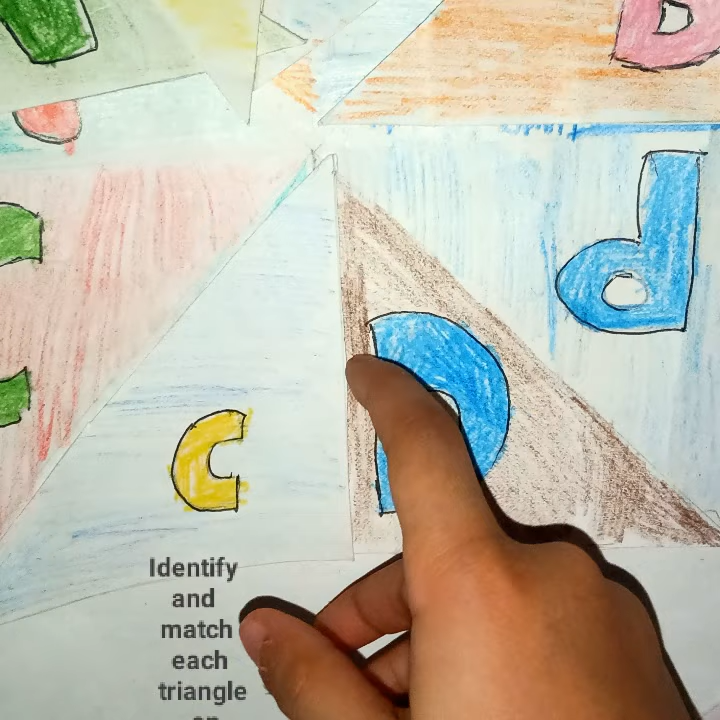 d
D
c
Identify
and
match
each
triangle